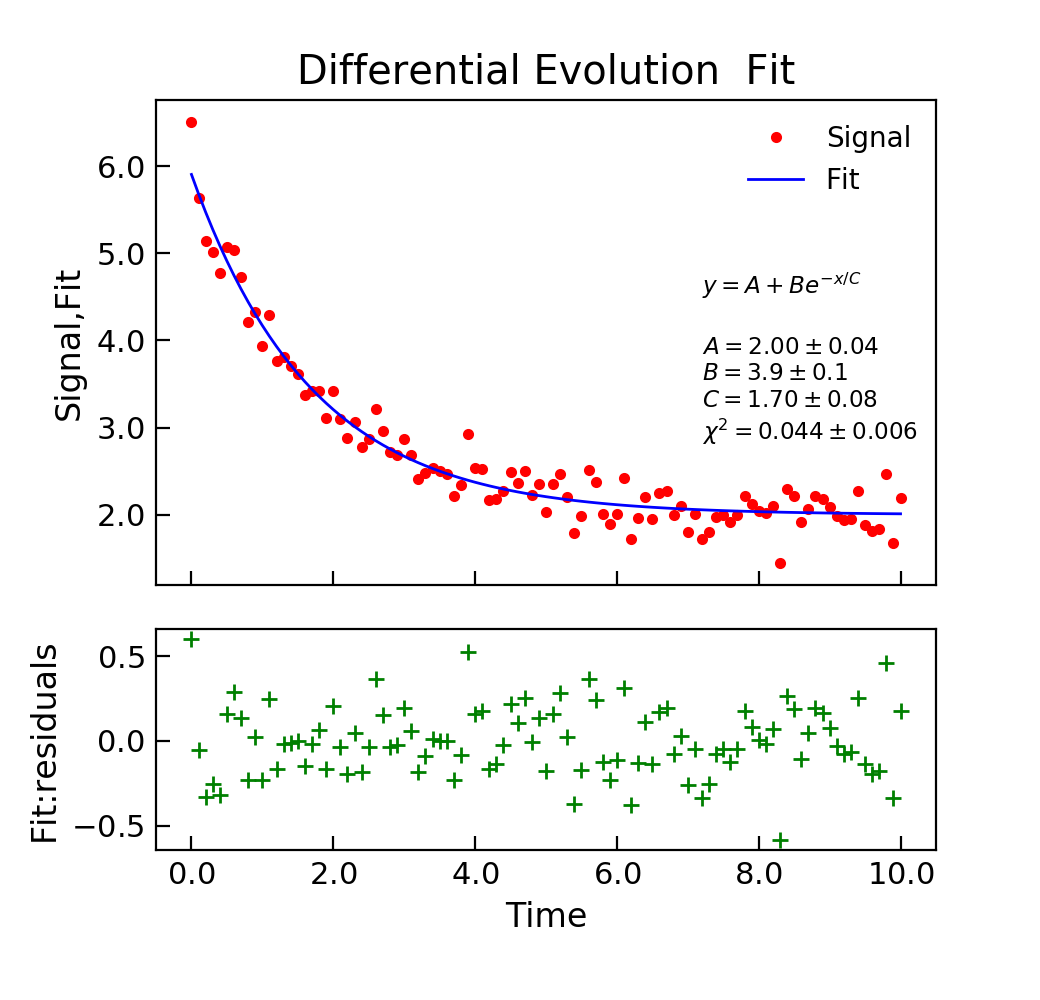 Differential Evolution  Fit
Signal
Fit
y = A + Be^{−x/C}
A = 2.00 ± 0.04
B = 3.9 ± 0.1
C = 1.70 ± 0.08
χ² = 0.044 ± 0.006
Signal,Fit
6.0
5.0
4.0
3.0
2.0
Fit:residuals
0.5
0.0
−0.5
0.0 2.0 4.0 6.0 8.0 10.0
Time